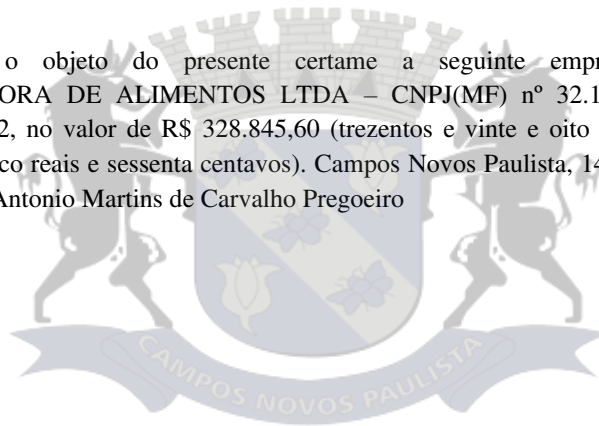 o objeto do presente certame a seguinte empr
ORA DE ALIMENTOS LTDA – CNPJ(MF) nº 32.1
2, no valor de R$ 328.845,60 (trezentos e vinte e oito
co reais e sessenta centavos). Campos Novos Paulista, 14
Antonio Martins de Carvalho Pregoeiro
CAMPOS NOVOS PAULISTA